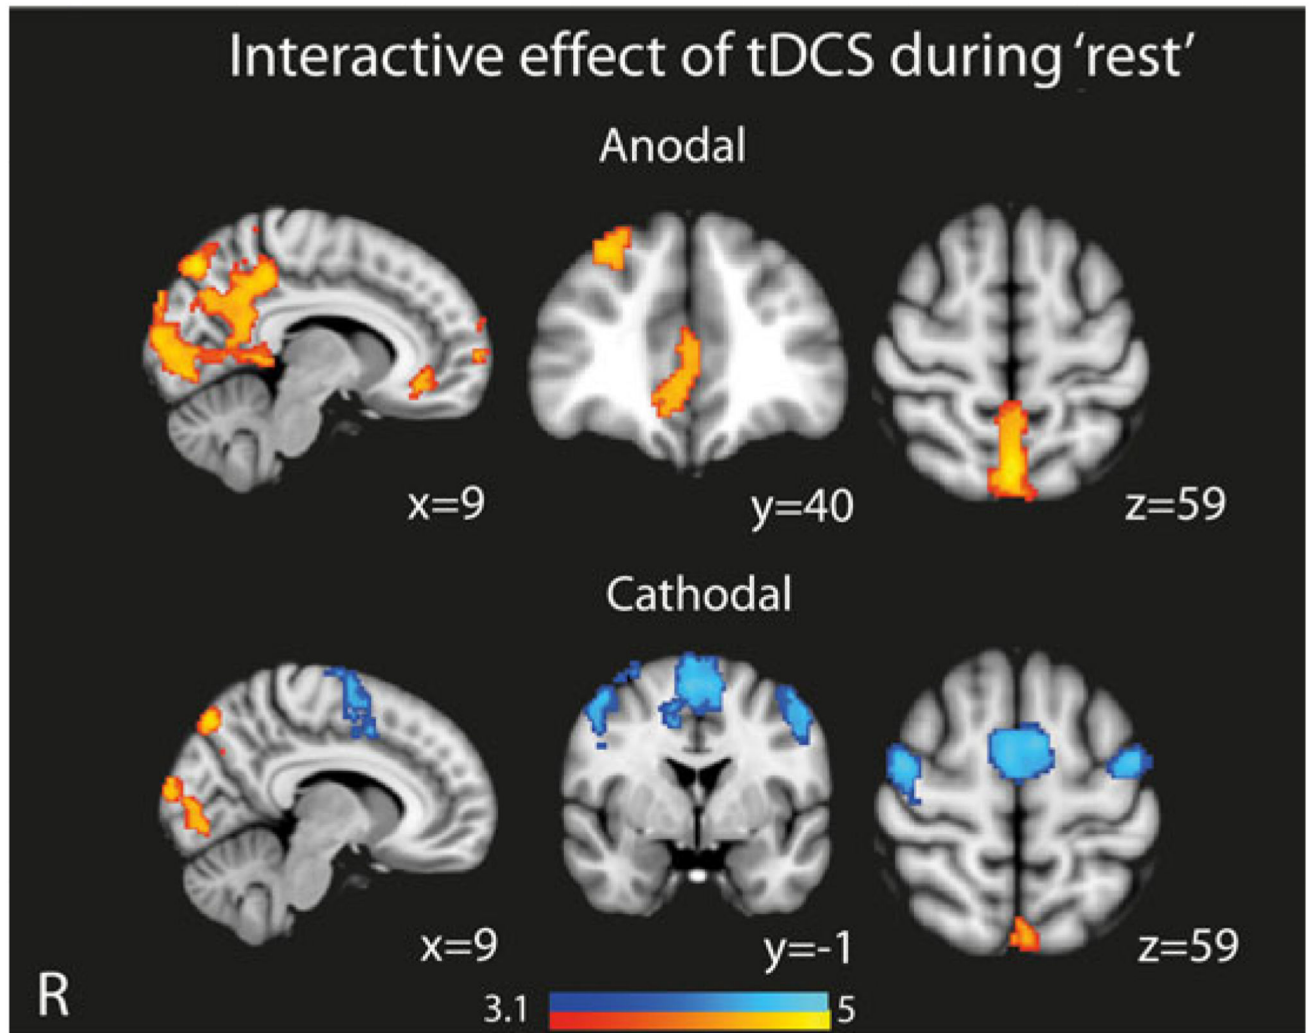 Interactive effect of tDCS during ‘rest’
Anodal
x=9
y=40
z=59
Cathodal
x=9
y=-1
z=59
R
3.1
5